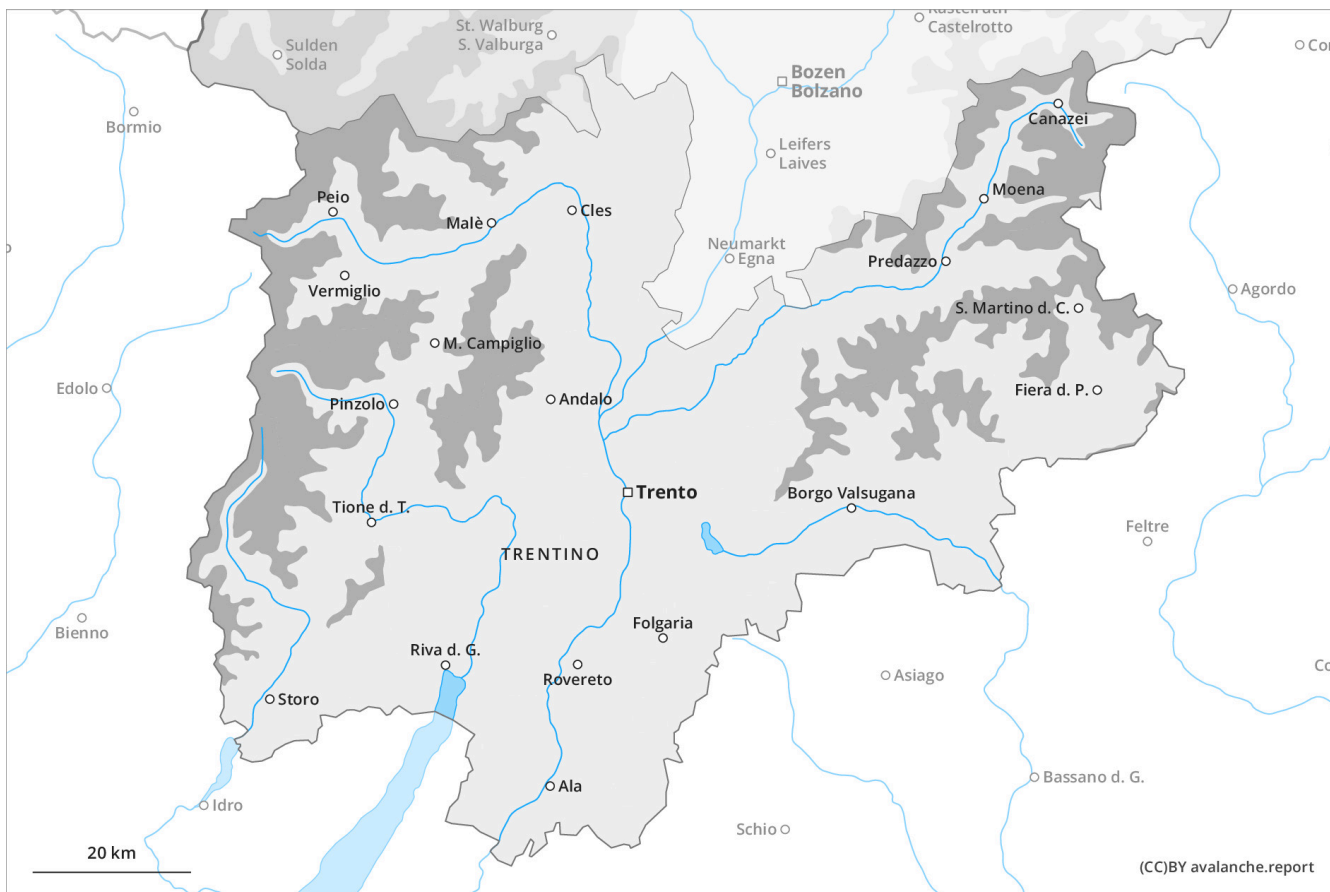 St. Walburg
S. Valburga
Castelrotto
Sulden
Solda
Bozen
Bolzano
Bormio
Canazei
Leifers
Laives
Moena
Peio
Malè
Cles
Neumarkt
Egna
Predazzo
Vermiglio
Agordo
S. Martino d. C.
M. Campiglio
Edolo
Pinzolo
Andalo
Fiera d. P.
Trento
Borgo Valsugana
Tione d. T.
Feltre
TRENTINO
Bienno
Folgaria
Riva d. G.
Rovereto
Asiago
Storo
Bassano d. G.
Ala
Idro
Schio
20 km
(CC)BY avalanche.report